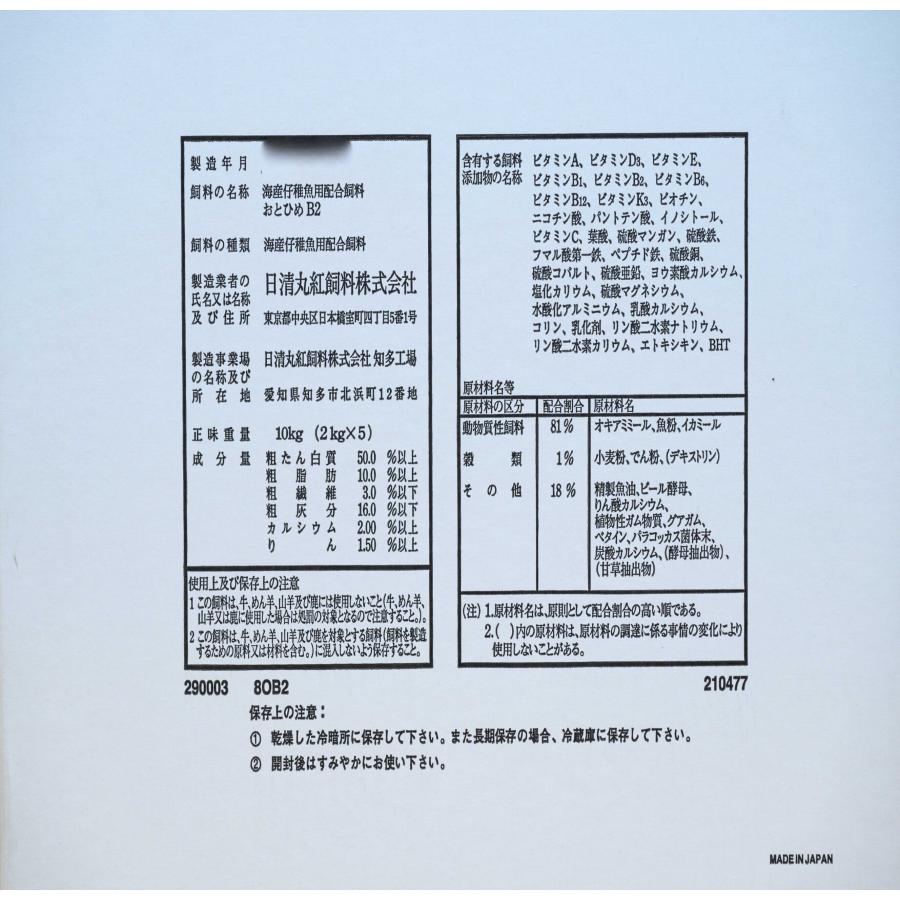 製造年月
飼料の名称 海産仔稚魚用配合飼料
おとひめB2
飼料の種類 海産仔稚魚用配合飼料
製造業者の
氏名又は名称 日清丸紅飼料株式会社
及び住所 東京都中央区日本橋室町四丁目5番1号
製造事業場 日清丸紅飼料株式会社 知多工場
の名称及び
所在地 愛知県知多市北浜町12番地
正味重量 10kg (2kg×5)
成分量 粗たん白質 50.0 %以上
粗脂肪 10.0 %以上
粗繊維 3.0 %以下
粗灰分 16.0 %以下
カルシウム 2.00 %以上
りん 1.50 %以上
使用上及び保存上の注意
1 この飼料は、牛、めん羊、山羊及び鹿には使用しないこと(牛、めん羊、
山羊又は鹿に使用した場合は処罰の対象となるので注意すること。)。
2 この飼料は、牛、めん羊、山羊及び鹿を対象とする飼料(飼料を製造
するための原料又は材料を含む。)に混入しないよう保存すること。
含有する飼料 ビタミンA、ビタミンD3、ビタミンE、
添加物の名称 ビタミンB1、ビタミンB2、ビタミンB6、
ビタミンB12、ビタミンK3、ビオチン、
ニコチン酸、パントテン酸、イノシトール、
ビタミンC、葉酸、硫酸マンガン、硫酸鉄、
フマル酸第一鉄、ペプチド鉄、硫酸銅、
硫酸コバルト、硫酸亜鉛、ヨウ素酸カルシウム、
塩化カリウム、硫酸マグネシウム、
水酸化アルミニウム、乳酸カルシウム、
コリン、乳化剤、リン酸二水素ナトリウム、
リン酸二水素カリウム、エトキシキン、BHT
原材料名等
原材料の区分 配合割合 原材料名
動物質性飼料 81% オキアミミール、魚粉、イカミール
穀類 1% 小麦粉、でん粉、(デキストリン)
その他 18% 精製魚油、ビール酵母、
りん酸カルシウム、
植物性ガム物質、グアガム、
ベタイン、パラコッカス菌体末、
炭酸カルシウム、(酵母抽出物)、
(甘草抽出物)
(注) 1.原材料名は、原則として配合割合の高い順である。
2.( )内の原材料は、原材料の調達に係る事情の変化により
使用しないことがある。
290003 8OB2 210477
保存上の注意:
① 乾燥した冷暗所に保存して下さい。また長期保存の場合、冷蔵庫に保存して下さい。
② 開封後はすみやかにお使い下さい。
MADE IN JAPAN